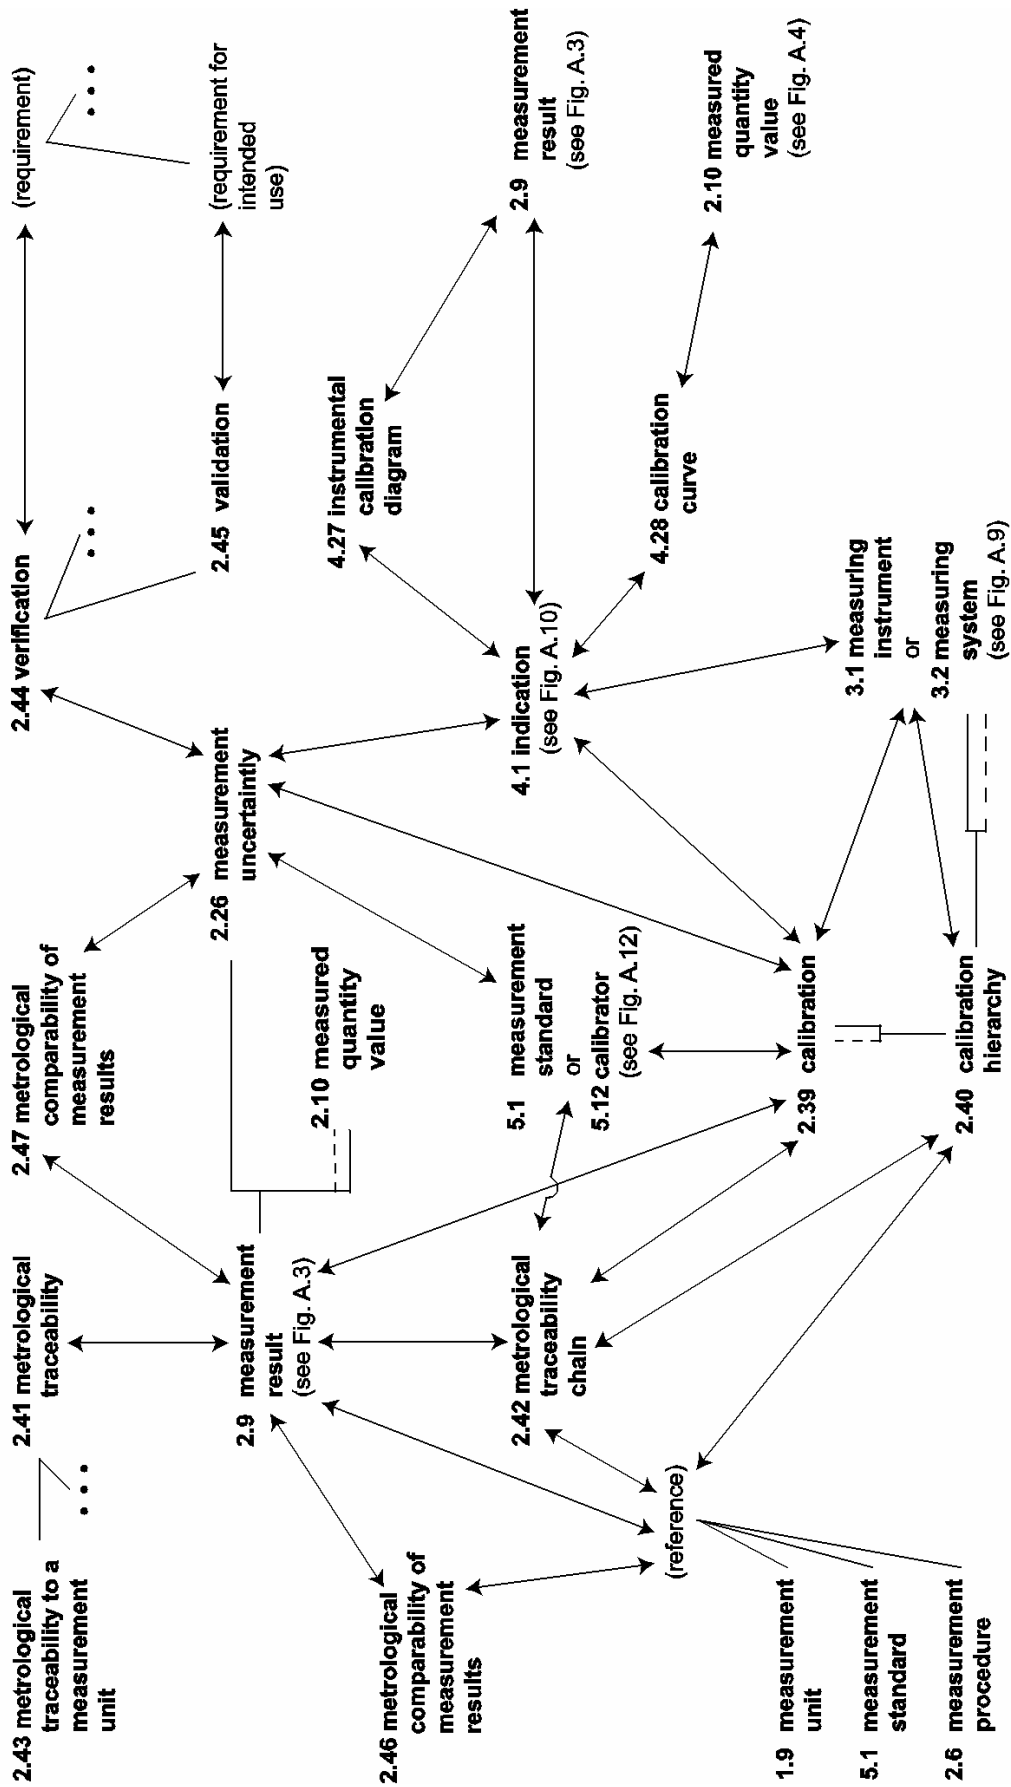 2.43 metrological
traceability to a
measurement
unit
2.41 metrological
traceability
2.47 metrological
comparability of
measurement
results
2.44 verification
(requirement)
2.9 measurement
result
(see Fig. A.3)
2.26 measurement
uncertaintly
2.45 validation
(requirement for
intended
use)
2.10 measured
quantity
value
2.46 metrological
comparability of
measurement
results
4.27 instrumental
calibration
diagram
2.42 metrological
traceability
chain
5.1 measurement
standard
or
5.12 calibrator
(see Fig. A.12)
4.1 indication
(see Fig. A.10)
2.9 measurement
result
(see Fig. A.3)
(reference)
4.28 calibration
curve
2.10 measured
quantity
value
(see Fig. A.4)
1.9 measurement
unit
5.1 measurement
standard
2.6 measurement
procedure
2.39 calibration
2.40 calibration
hierarchy
3.1 measuring
instrument
or
3.2 measuring
system
(see Fig. A.9)